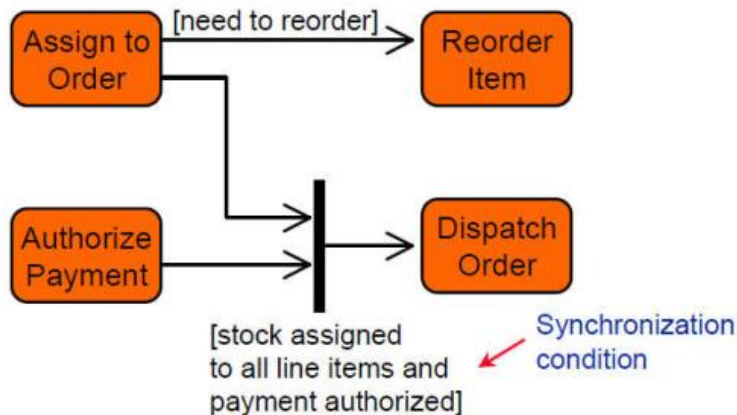 Assign to
Order
[need to reorder]
Reorder
Item
Authorize
Payment
Dispatch
Order
[stock assigned
to all line items and
payment authorized]
Synchronization
condition